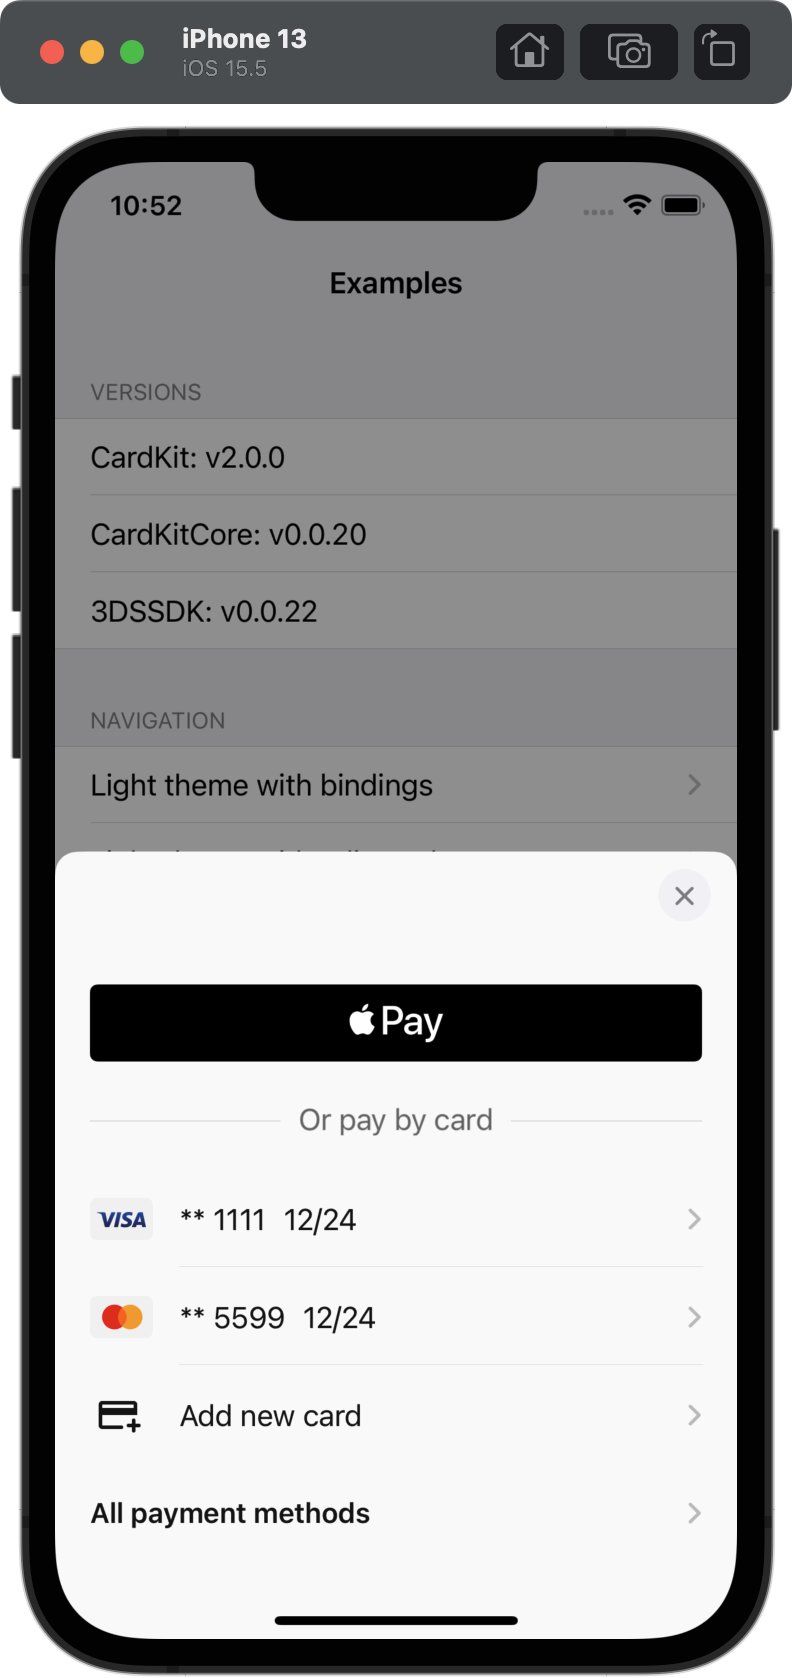 iPhone 13
iOS 15.5
10:52
Examples
VERSIONS
CardKit: v2.0.0
CardKitCore: v0.0.20
3DSSDK: v0.0.22
NAVIGATION
Light theme with bindings
Pay
Or pay by card
VISA ** 1111 12/24
** 5599 12/24
Add new card
All payment methods